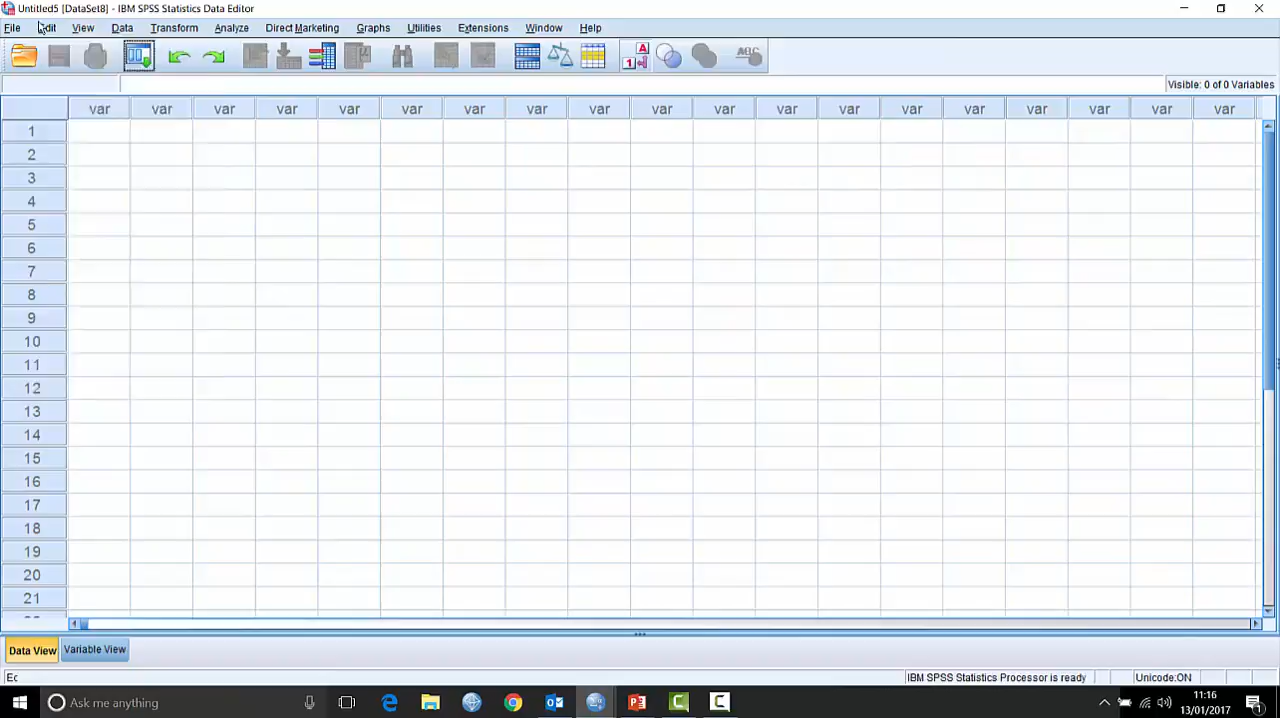 Untitled5 [DataSet8] - IBM SPSS Statistics Data Editor
File Edit View Data Transform Analyze Direct Marketing Graphs Utilities Extensions Window Help
A
1
ABC
Visible: 0 of 0 Variables
var var var var var var var var var var var var var var var var var var var
1
2
3
4
5
6
7
8
9
10
11
12
13
14
15
16
17
18
19
20
21
Data View Variable View
IBM SPSS Statistics Processor is ready Unicode:ON
Ask me anything
11:16
13/01/2017